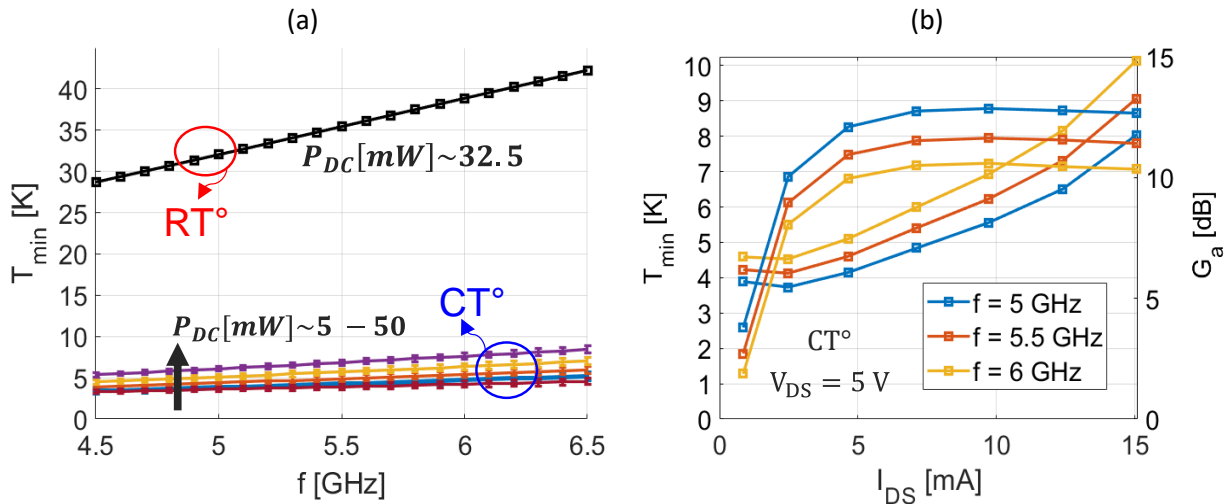 (a)
T_min [K]
40
35
30
25
20
15
10
5
0
P_DC[mW]~32.5
RT°
CT°
P_DC[mW]~5 – 50
4.5 5 5.5 6 6.5
f [GHz]
(b)
T_min [K]
10
9
8
7
6
5
4
3
2
1
0
15
10
5
0
G_a [dB]
CT°
V_DS = 5 V
f = 5 GHz
f = 5.5 GHz
f = 6 GHz
0 5 10 15
I_DS [mA]